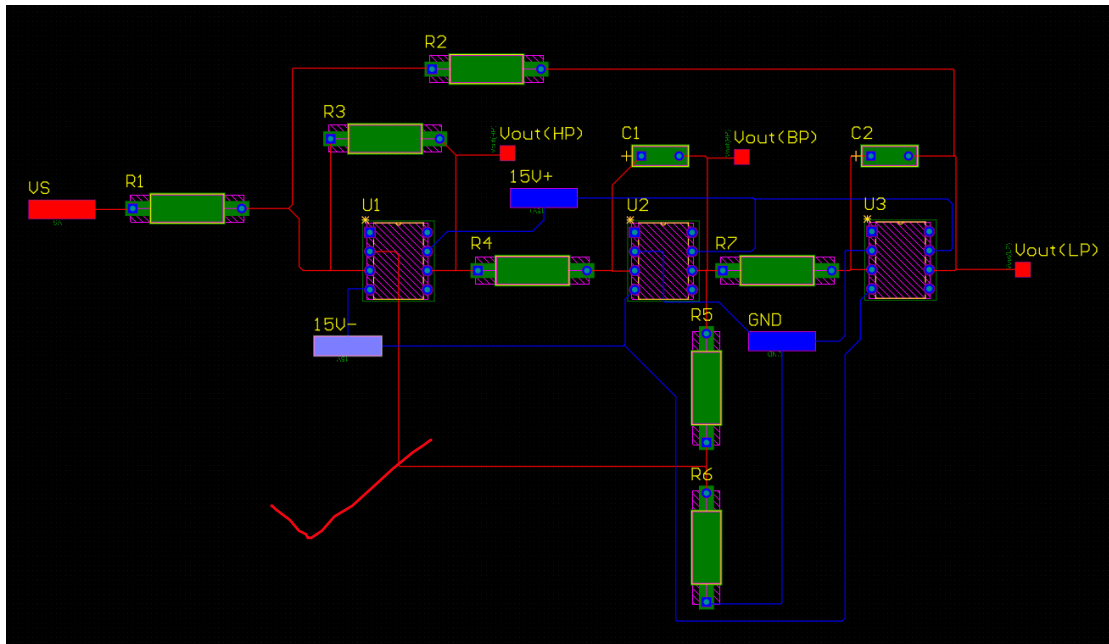 R2
R3
Vout(HP)
C1
Vout(BP)
C2
VS
R1
15V+
U1
U2
U3
R4
R7
Vout(LP)
15V-
R5
GND
R6